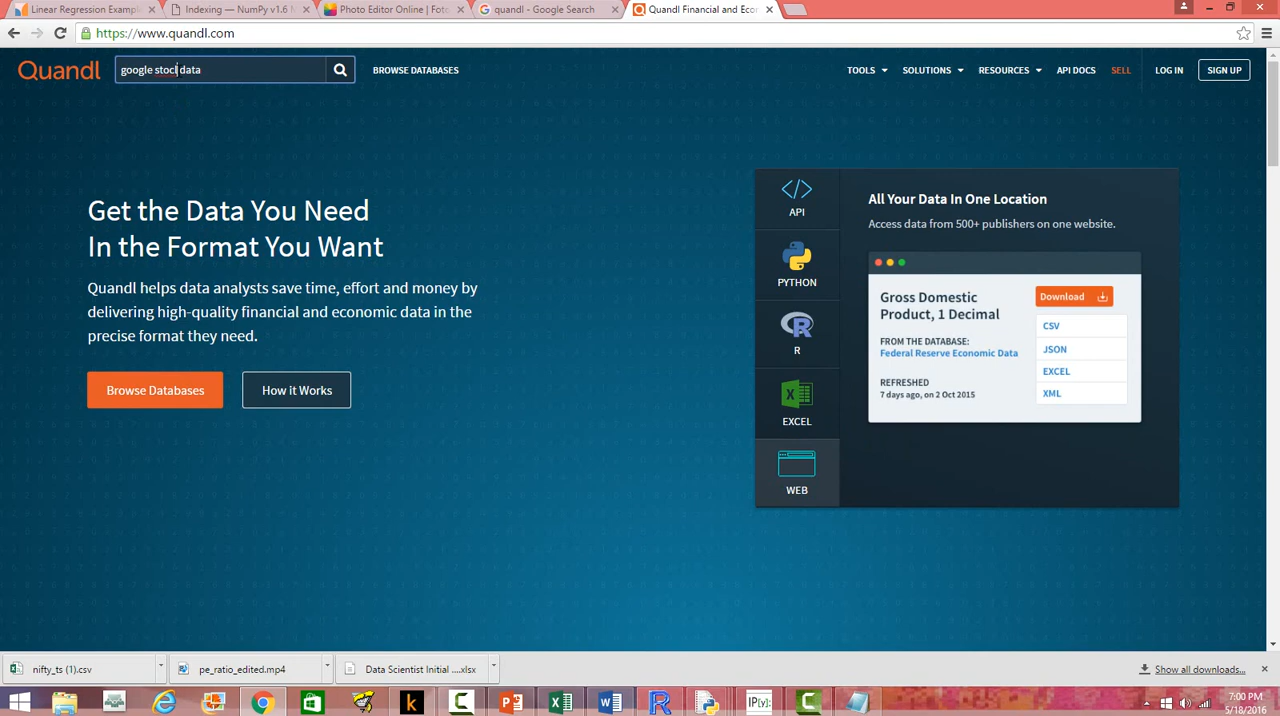 Linear Regression Exampl
Indexing — NumPy v1.6 M
Photo Editor Online | Fot
quandl - Google Search
Quandl Financial and Eco
https://www.quandl.com
Quandl
google stoc data
BROWSE DATABASES
TOOLS
SOLUTIONS
RESOURCES
API DOCS
SELL
LOG IN
SIGN UP
Get the Data You Need
In the Format You Want
Quandl helps data analysts save time, effort and money by
delivering high-quality financial and economic data in the
precise format they need.
Browse Databases
How it Works
API
PYTHON
R
EXCEL
WEB
All Your Data In One Location
Access data from 500+ publishers on one website.
Gross Domestic
Product, 1 Decimal
FROM THE DATABASE:
Federal Reserve Economic Data
REFRESHED
7 days ago, on 2 Oct 2015
Download
CSV
JSON
EXCEL
XML
nifty_ts (1).csv
pe_ratio_edited.mp4
Data Scientist Initial ....xlsx
Show all downloads...
IP[y]:
7:00 PM
5/18/2016